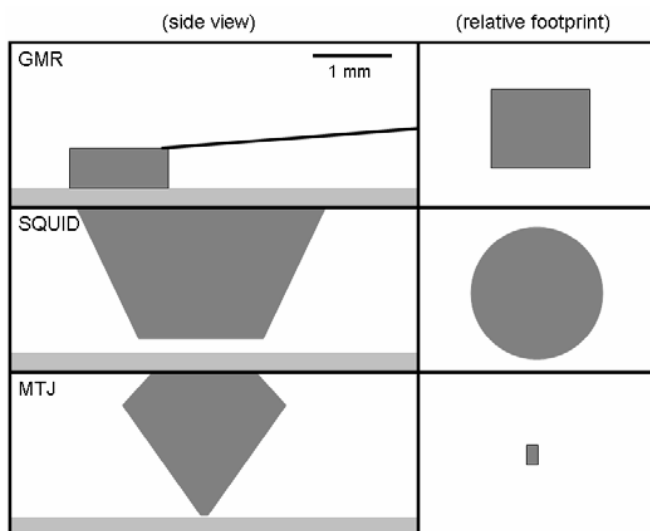 (side view)
(relative footprint)
GMR
1 mm
SQUID
MTJ